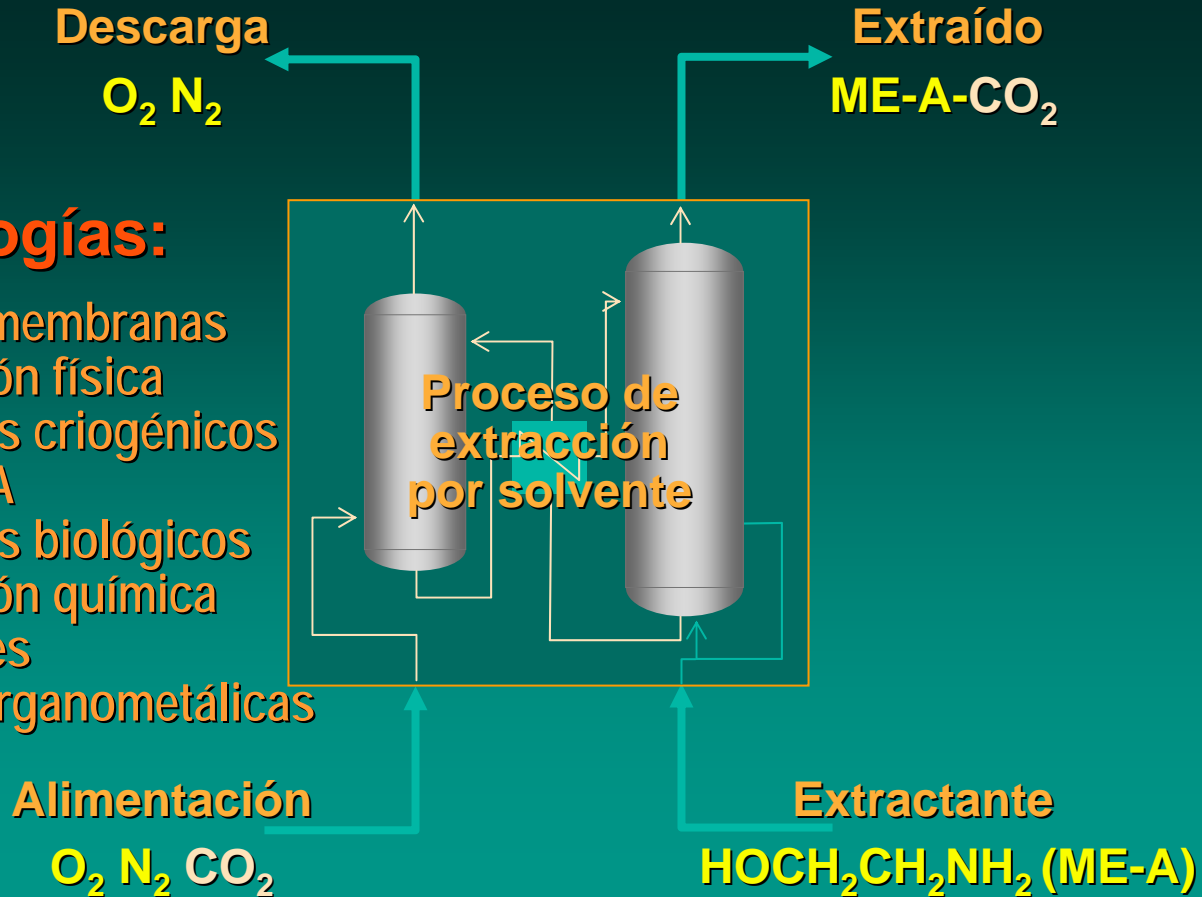 Descarga
O₂ N₂
Extraído
ME-A-CO₂
ogías:
membranas
ón física
s criogénicos
A
s biológicos
ón química
es
rganometálicas
Proceso de
extracción
por solvente
Alimentación
O₂ N₂ CO₂
Extractante
HOCH₂CH₂NH₂ (ME-A)